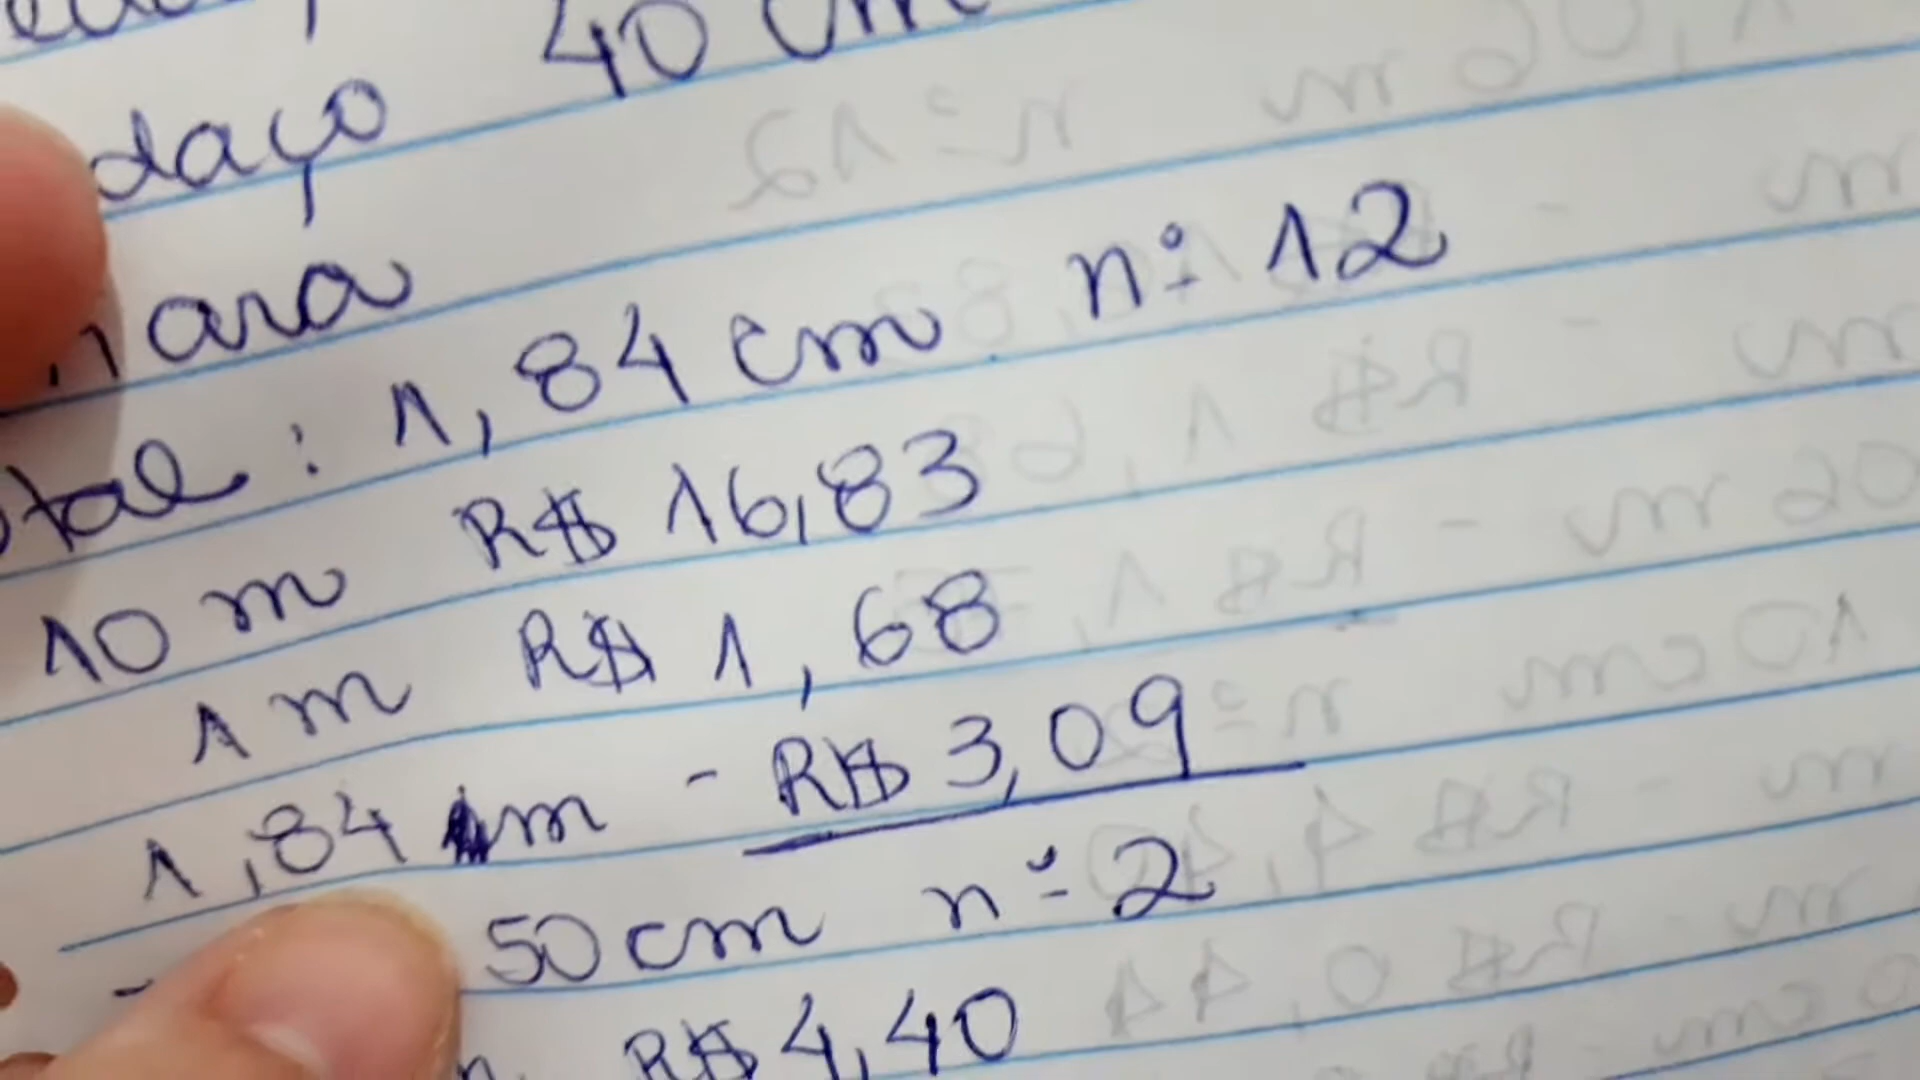 40 cm
daço
ara
tal: 1,84 cm nº 12
10 m R$ 16,83
1 m R$ 1,68
1,84 m - R$ 3,09
- 50 cm nº 2
R$ 4,40